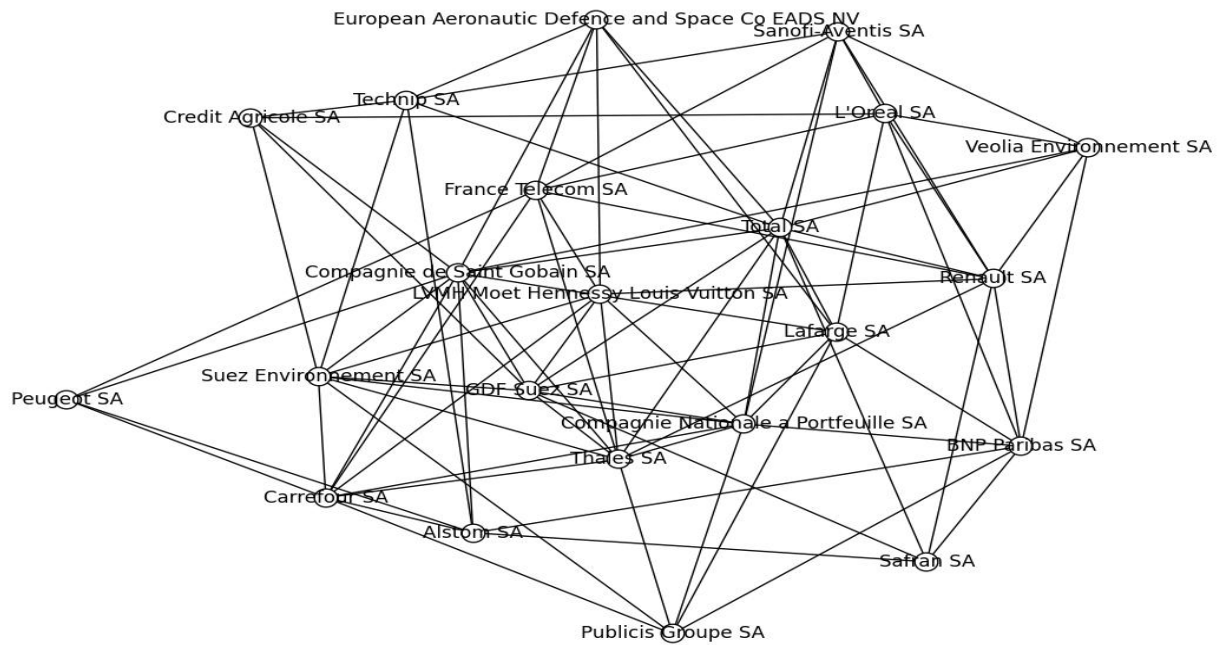 European Aeronautic Defence and Space Co EADS NV
Sanofi-Aventis SA
Technip SA
Credit Agricole SA
L'Oreal SA
Veolia Environnement SA
France Telecom SA
Total SA
Compagnie de Saint Gobain SA
Renault SA
LVMH Moet Hennessy Louis Vuitton SA
Lafarge SA
Suez Environnement SA
GDF Suez SA
Peugeot SA
Compagnie Nationale a Portfeuille SA
BNP Paribas SA
Thales SA
Carrefour SA
Alstom SA
Safran SA
Publicis Groupe SA